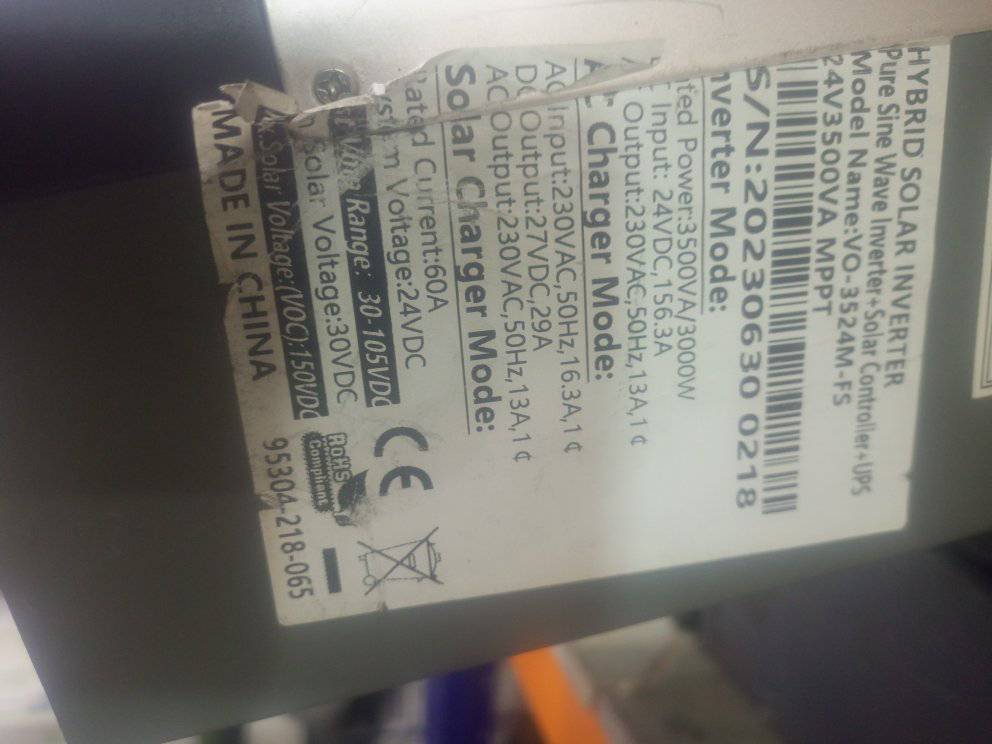 HYBRID SOLAR INVERTER
Pure Sine Wave Inverter+Solar Controller+UPS
Model Name:VO-3524M-FS
24V3500VA MPPT
S/N:202306300218
nverter Mode:
ted Power:3500VA/3000W
Input: 24VDC,156.3A
Output:230VAC,50Hz,13A,1¢
Charger Mode:
AC Input:230VAC,50Hz,16.3A,1¢
DC Output:27VDC,29A
AC Output:230VAC,50Hz,13A,1¢
Solar Charger Mode:
ated Current:60A
ystem Voltage:24VDC
Range: 30-105VDC
Solar Voltage:30VDC
Solar Voltage:(VOC):150VDC
MADE IN CHINA
CE
RoHS
Compliant
95304-218-065